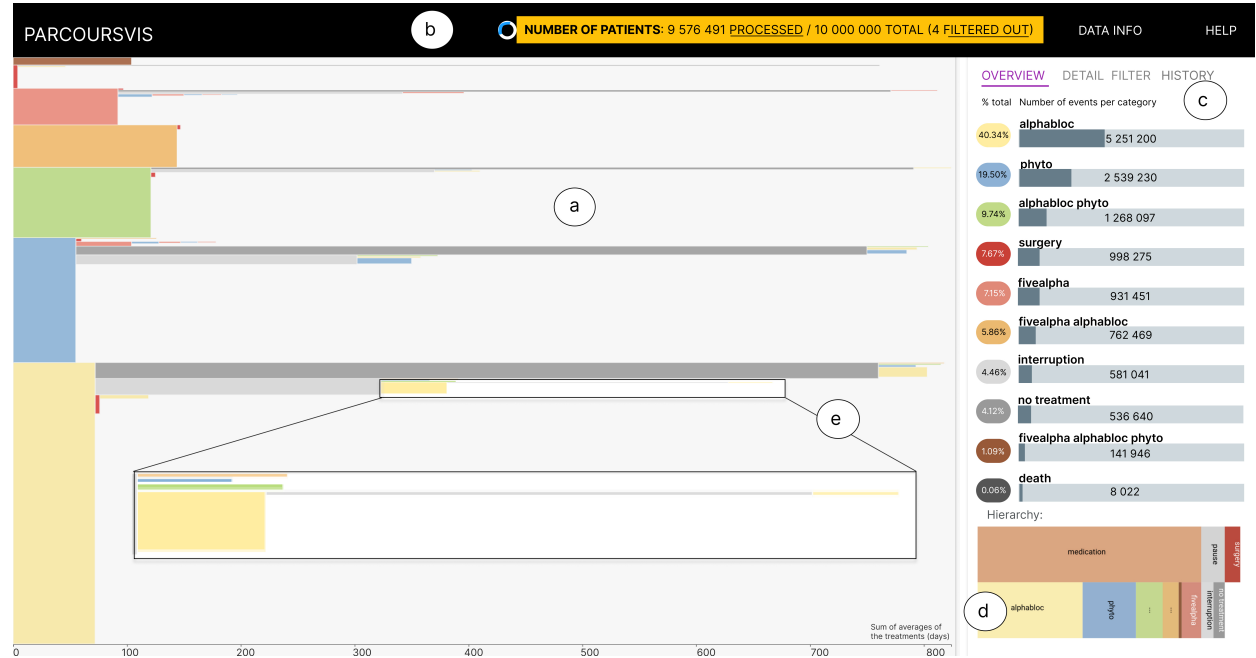 PARCOURSVIS
b
NUMBER OF PATIENTS: 9 576 491 PROCESSED / 10 000 000 TOTAL (4 FILTERED OUT)
DATA INFO
HELP
OVERVIEW
DETAIL
FILTER
HISTORY
% total
Number of events per category
c
alphabloc
40.34%
5 251 200
phyto
19.50%
2 539 230
alphabloc phyto
9.74%
1 268 097
surgery
7.67%
998 275
fivealpha
7.15%
931 451
fivealpha alphabloc
5.86%
762 469
interruption
4.46%
581 041
no treatment
4.12%
536 640
fivealpha alphabloc phyto
1.09%
141 946
death
0.06%
8 022
Hierarchy:
medication
pause
surgery
d
alphabloc
phyto
...
...
fivealpha
interruption
no treatment
a
e
Sum of averages of
the treatments (days)
0
100
200
300
400
500
600
700
800